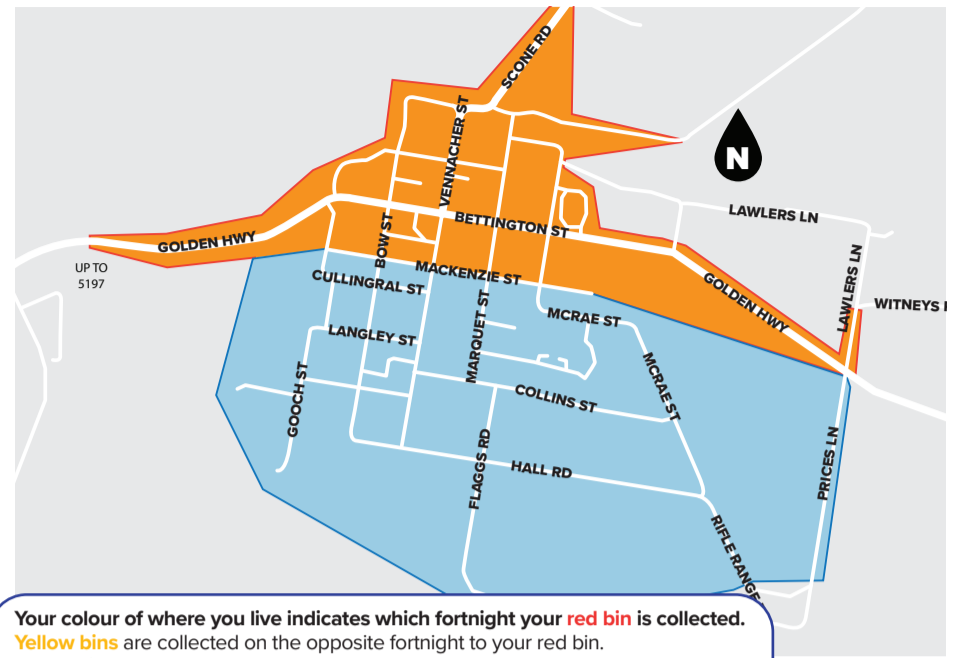 SCONE RD
VENNACHER ST
N
LAWLERS LN
BETTINGTON ST
GOLDEN HWY
BOW ST
UP TO
5197
MACKENZIE ST
CULLINGRAL ST
GOLDEN HWY
LAWLERS LN
WITNEYS
MCRAE ST
LANGLEY ST
MARQUET ST
MCRAE ST
GOOCH ST
COLLINS ST
PRICES LN
FLAGGS RD
HALL RD
RIFLE RANGE
Your colour of where you live indicates which fortnight your red bin is collected.
Yellow bins are collected on the opposite fortnight to your red bin.